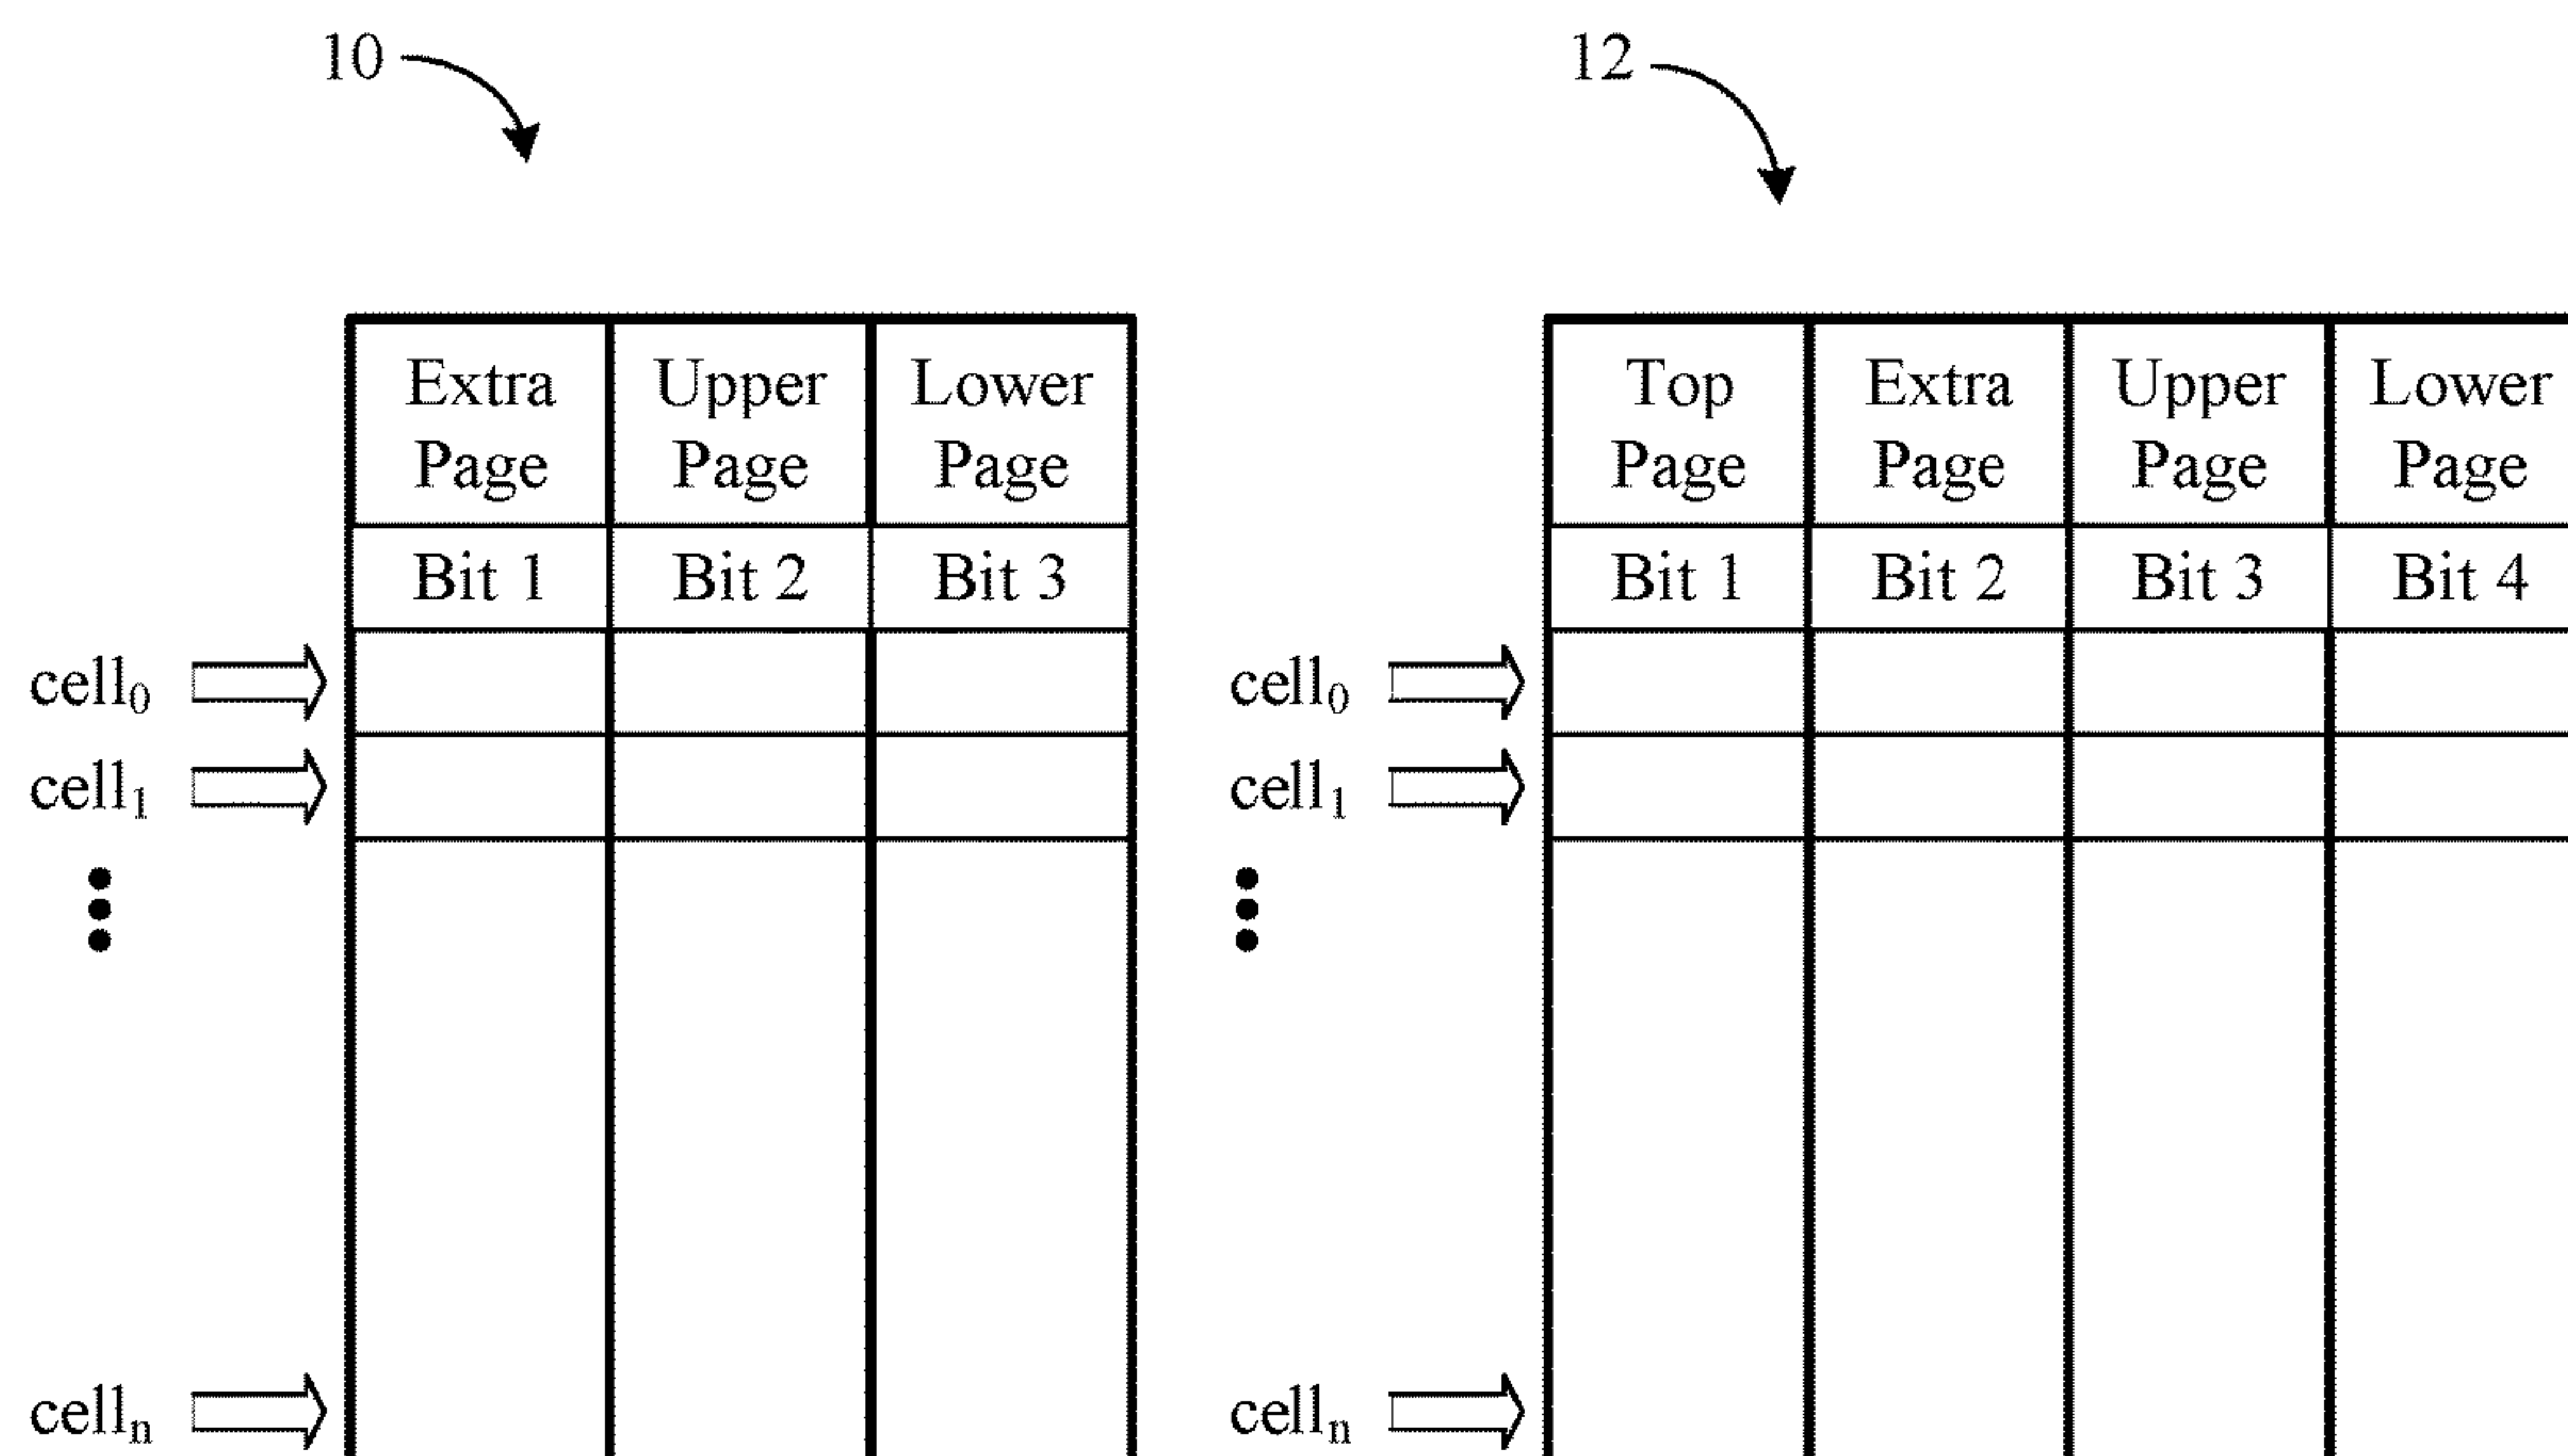 10
Extra Page
Upper Page
Lower Page
Bit 1
Bit 2
Bit 3
cell0
cell1
celln
12
Top Page
Extra Page
Upper Page
Lower Page
Bit 1
Bit 2
Bit 3
Bit 4
cell0
cell1
celln